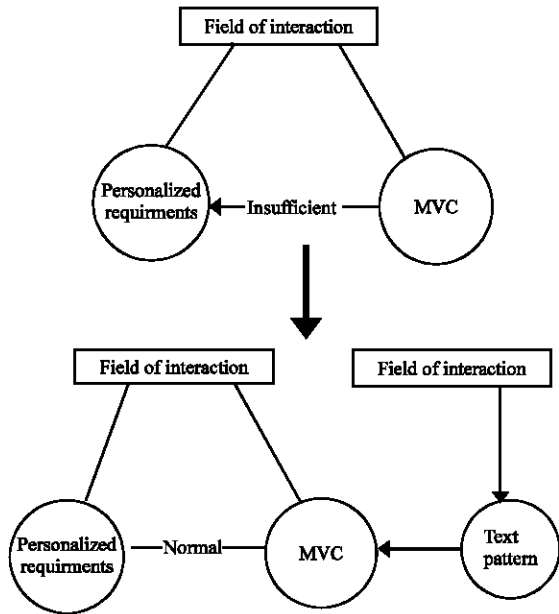 Field of interaction
Personalized
requirments
Insufficient
MVC
Field of interaction
Field of interaction
Personalized
requirments
Normal
MVC
Text
pattern